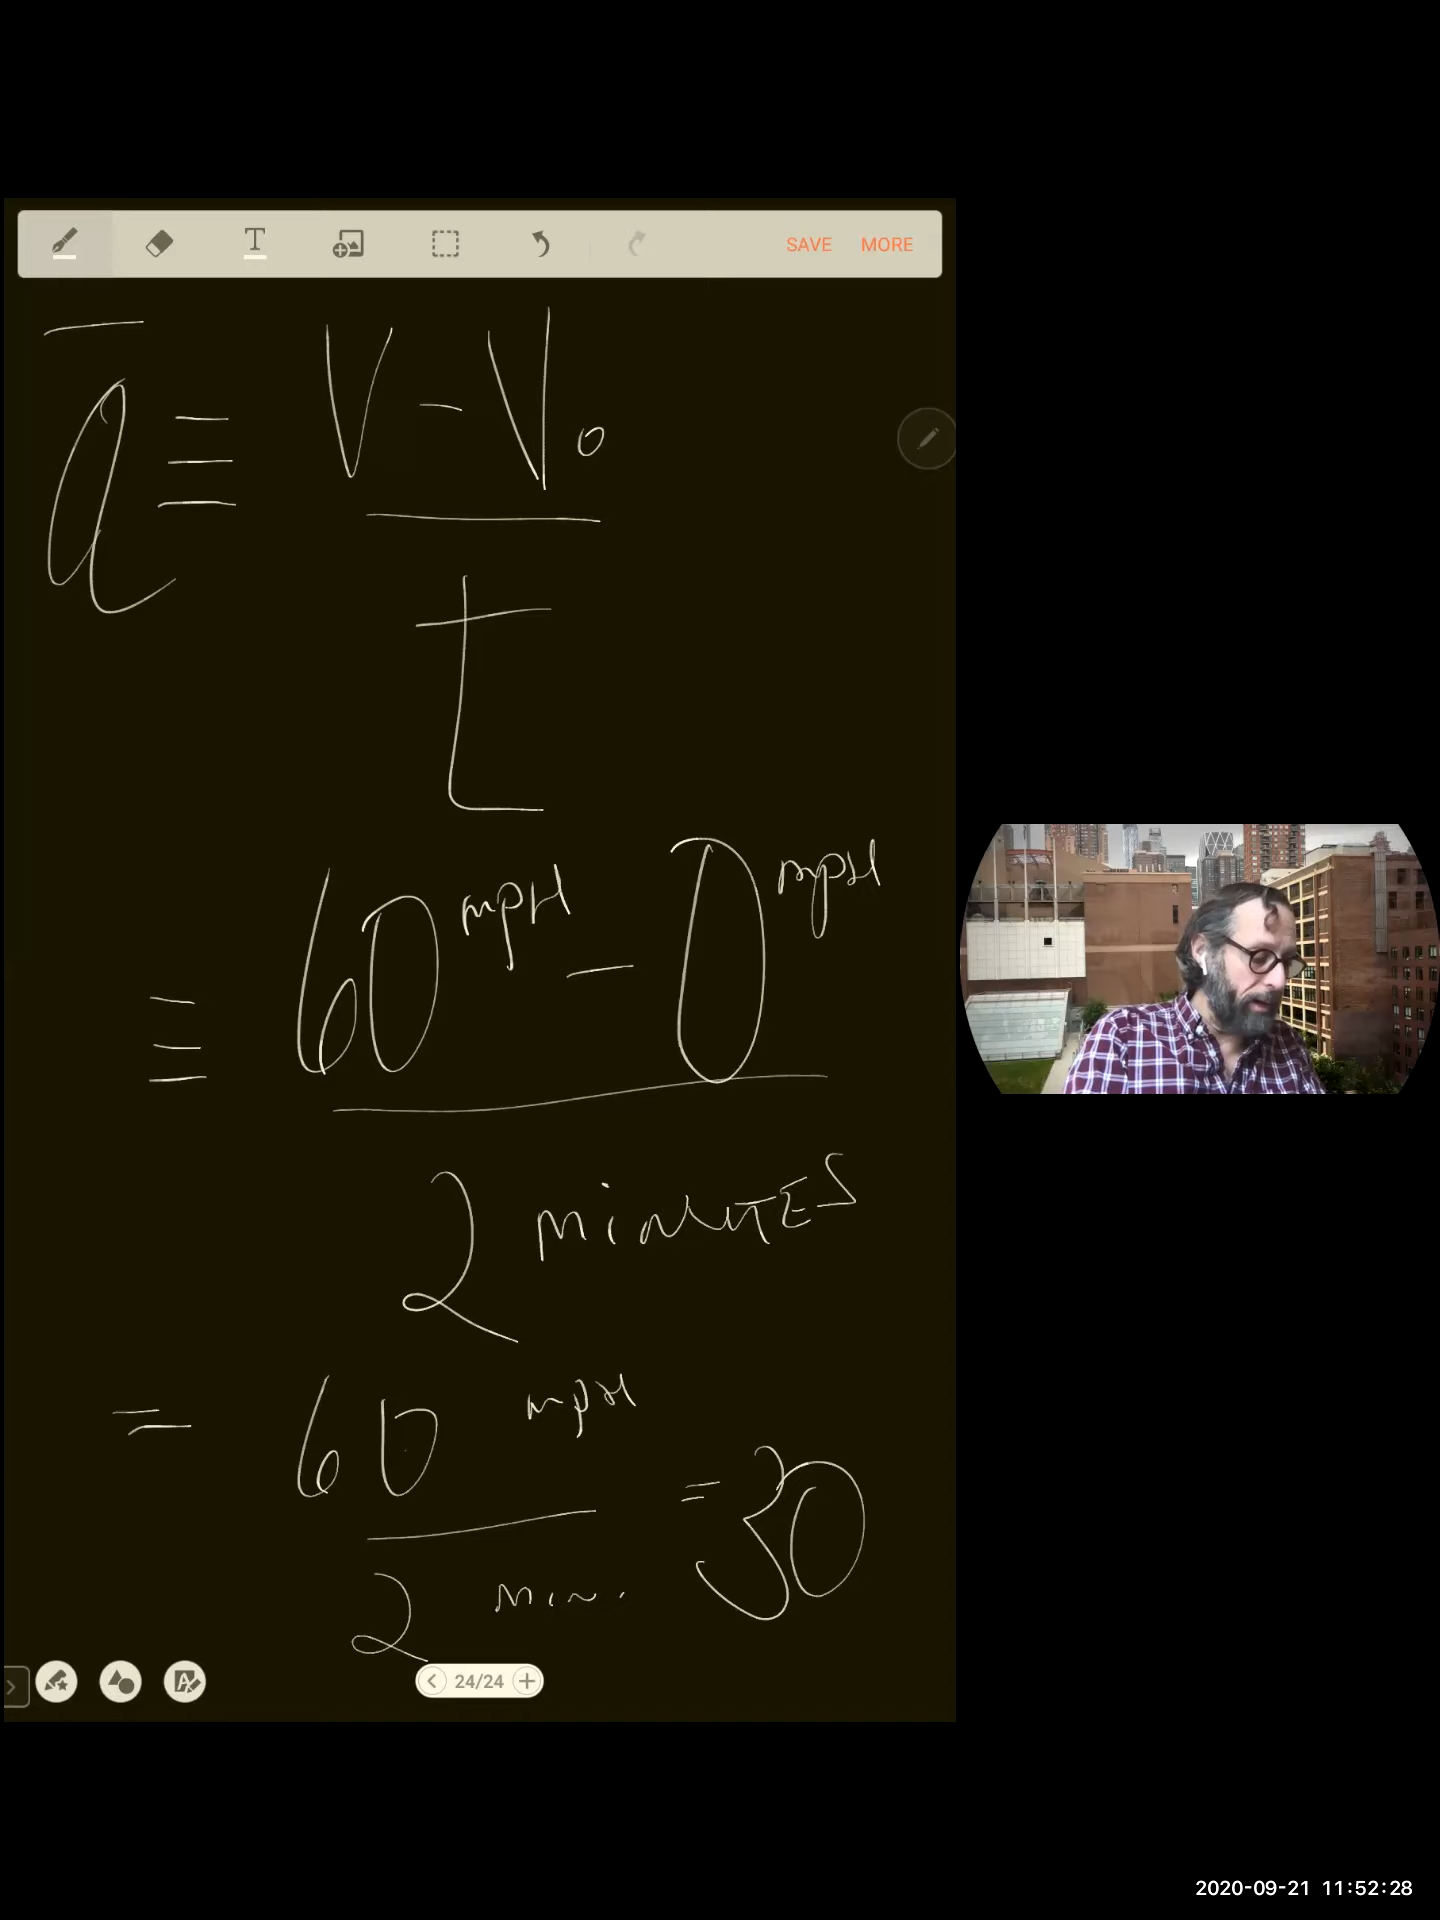 T
SAVE MORE
a̅ ≡ V - V₀
t
≡ 60 mpH - 0 mpH
2 minUTES
= 60 mpH
= 30
2 min.
A
24/24
2020-09-21 11:52:28